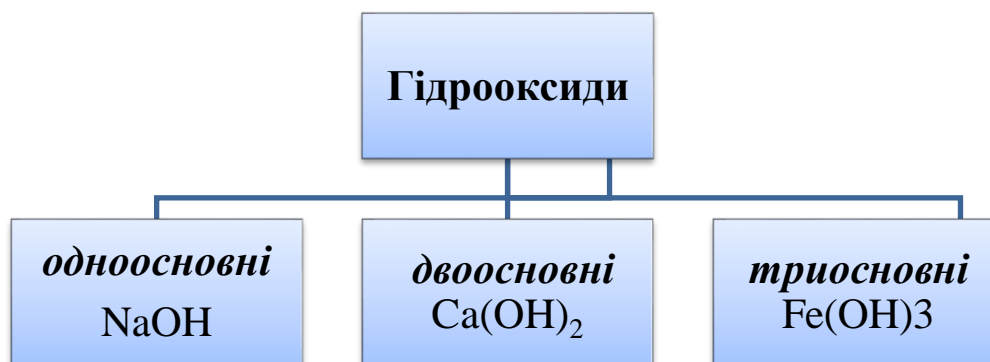 Гідрооксиди
одноосновні
NaOH
двоосновні
Ca(OH)₂
триосновні
Fe(OH)3